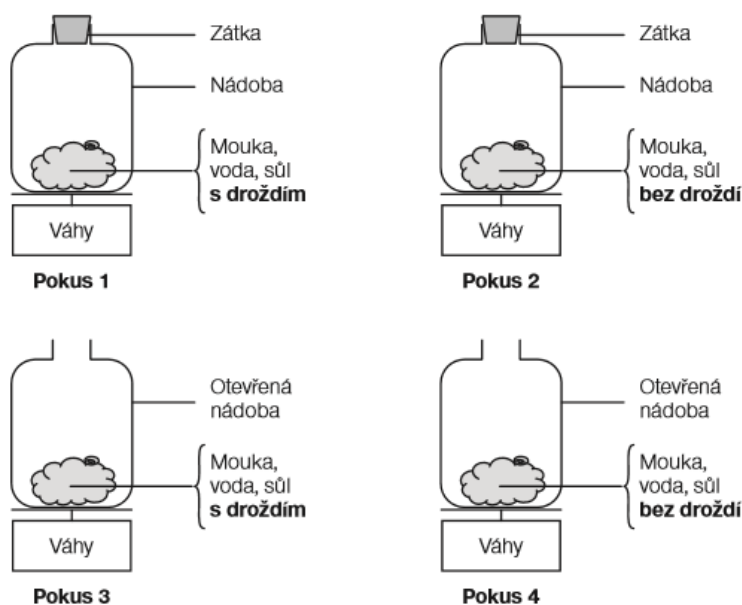 Zátka
Nádoba
Mouka,
voda, sůl
s droždím
Váhy
Pokus 1
Zátka
Nádoba
Mouka,
voda, sůl
bez droždí
Váhy
Pokus 2
Otevřená
nádoba
Mouka,
voda, sůl
s droždím
Váhy
Pokus 3
Otevřená
nádoba
Mouka,
voda, sůl
bez droždí
Váhy
Pokus 4